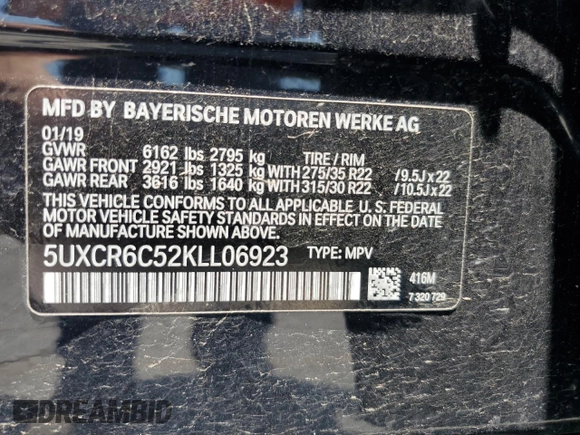 MFD BY BAYERISCHE MOTOREN WERKE AG
01/19
GVWR 6162 lbs 2795 kg TIRE / RIM
GAWR FRONT 2921 lbs 1325 kg WITH 275/35 R22 / 9.5J x 22
GAWR REAR 3616 lbs 1640 kg WITH 315/30 R22 / 10.5J x 22
THIS VEHICLE CONFORMS TO ALL APPLICABLE U. S. FEDERAL
MOTOR VEHICLE SAFETY STANDARDS IN EFFECT ON THE DATE
OF MANUFACTURE SHOWN ABOVE.
5UXCR6C52KLL06923 TYPE: MPV
416M
7 320 729
DREAMBID